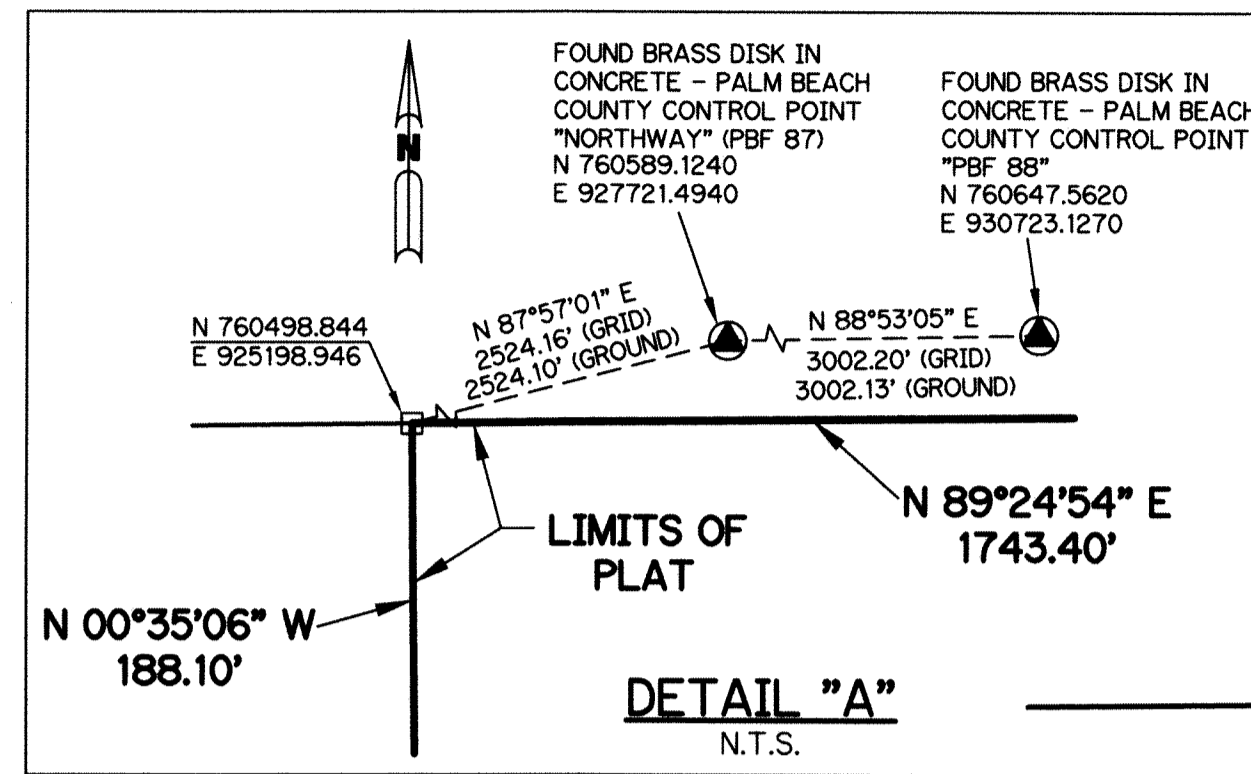 FOUND BRASS DISK IN
CONCRETE - PALM BEACH
COUNTY CONTROL POINT
"NORTHWAY" (PBF 87)
N 760589.1240
E 927721.4940
FOUND BRASS DISK IN
CONCRETE - PALM BEACH
COUNTY CONTROL POINT
"PBF 88"
N 760647.5620
E 930723.1270
N
N 760498.844
E 925198.946
N 87°57'01" E
2524.16' (GRID)
2524.10' (GROUND)
N 88°53'05" E
3002.20' (GRID)
3002.13' (GROUND)
N 89°24'54" E
1743.40'
LIMITS OF
PLAT
N 00°35'06" W
188.10'
DETAIL "A"
N.T.S.